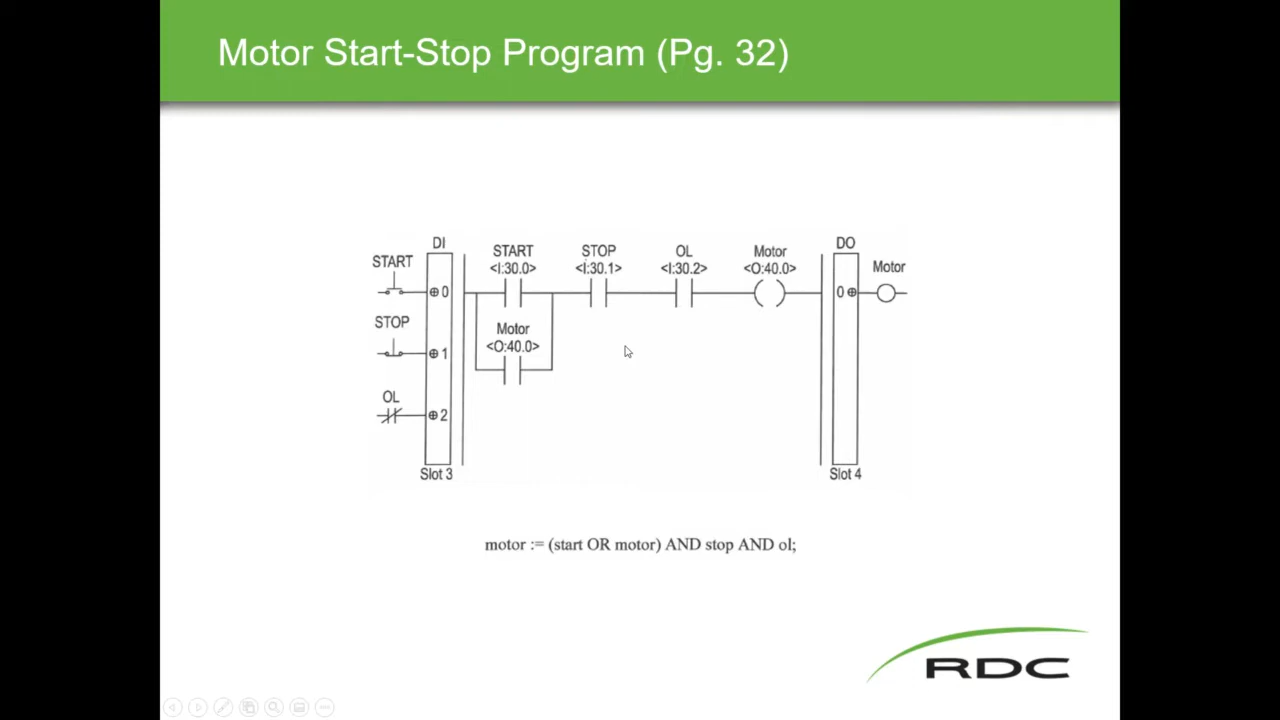 Motor Start-Stop Program (Pg. 32)
DI
START
STOP
OL
Motor
DO
START
<I:30.0>
<I:30.1>
<I:30.2>
<O:40.0>
Motor
0
0
STOP
Motor
<O:40.0>
1
OL
2
Slot 3
Slot 4
motor := (start OR motor) AND stop AND ol;
RDC